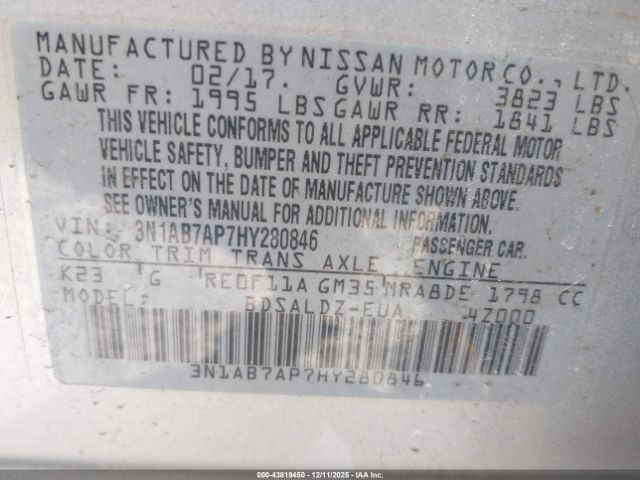 MANUFACTURED BY NISSAN MOTOR CO., LTD.
DATE: 02/17. GVWR: 3823 LBS
GAWR FR: 1995 LBS GAWR RR: 1841 LBS
THIS VEHICLE CONFORMS TO ALL APPLICABLE FEDERAL MOTOR
VEHICLE SAFETY, BUMPER AND THEFT PREVENTION STANDARDS
IN EFFECT ON THE DATE OF MANUFACTURE SHOWN ABOVE.
SEE OWNER'S MANUAL FOR ADDITIONAL INFORMATION
VIN: 3N1AB7AP7HY280846 PASSENGER CAR.
COLOR TRIM TRANS AXLE ENGINE
K23 G RE0F11A GM35 MRA8DE 1798 CC
MODEL: BDSALDZ-EUA 4Z000
3N1AB7AP7HY280846
000-43819450 - 12/11/2025 - IAA Inc.